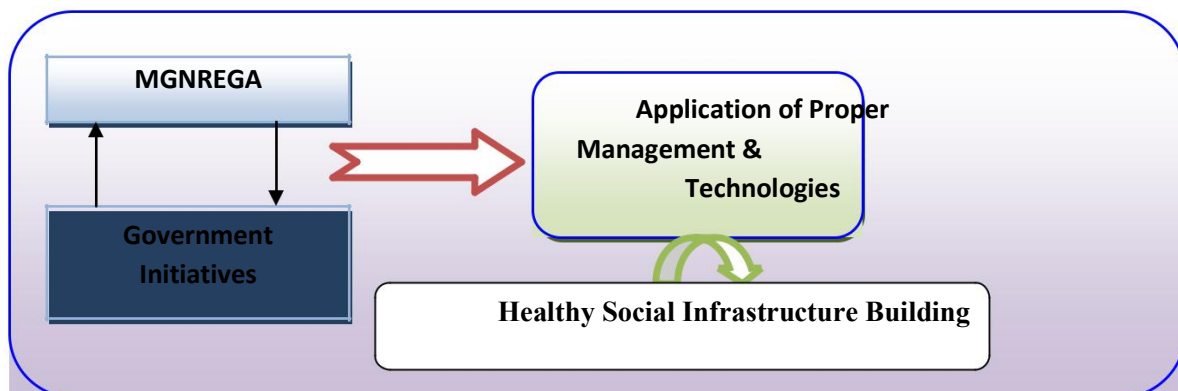 MGNREGA
Government
Initiatives
Application of Proper
Management &
Technologies
Healthy Social Infrastructure Building